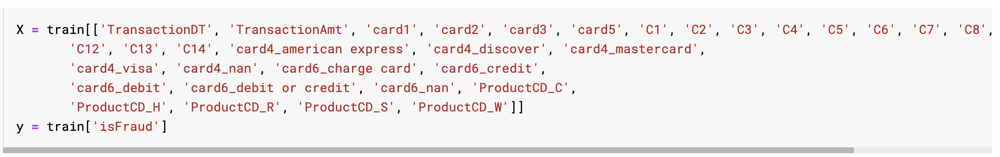 X = train[['TransactionDT', 'TransactionAmt', 'card1', 'card2', 'card3', 'card5', 'C1', 'C2', 'C3', 'C4', 'C5', 'C6', 'C7', 'C8',
'C12', 'C13', 'C14', 'card4_american express', 'card4_discover', 'card4_mastercard',
'card4_visa', 'card4_nan', 'card6_charge card', 'card6_credit',
'card6_debit', 'card6_debit or credit', 'card6_nan', 'ProductCD_C',
'ProductCD_H', 'ProductCD_R', 'ProductCD_S', 'ProductCD_W']]
y = train['isFraud']